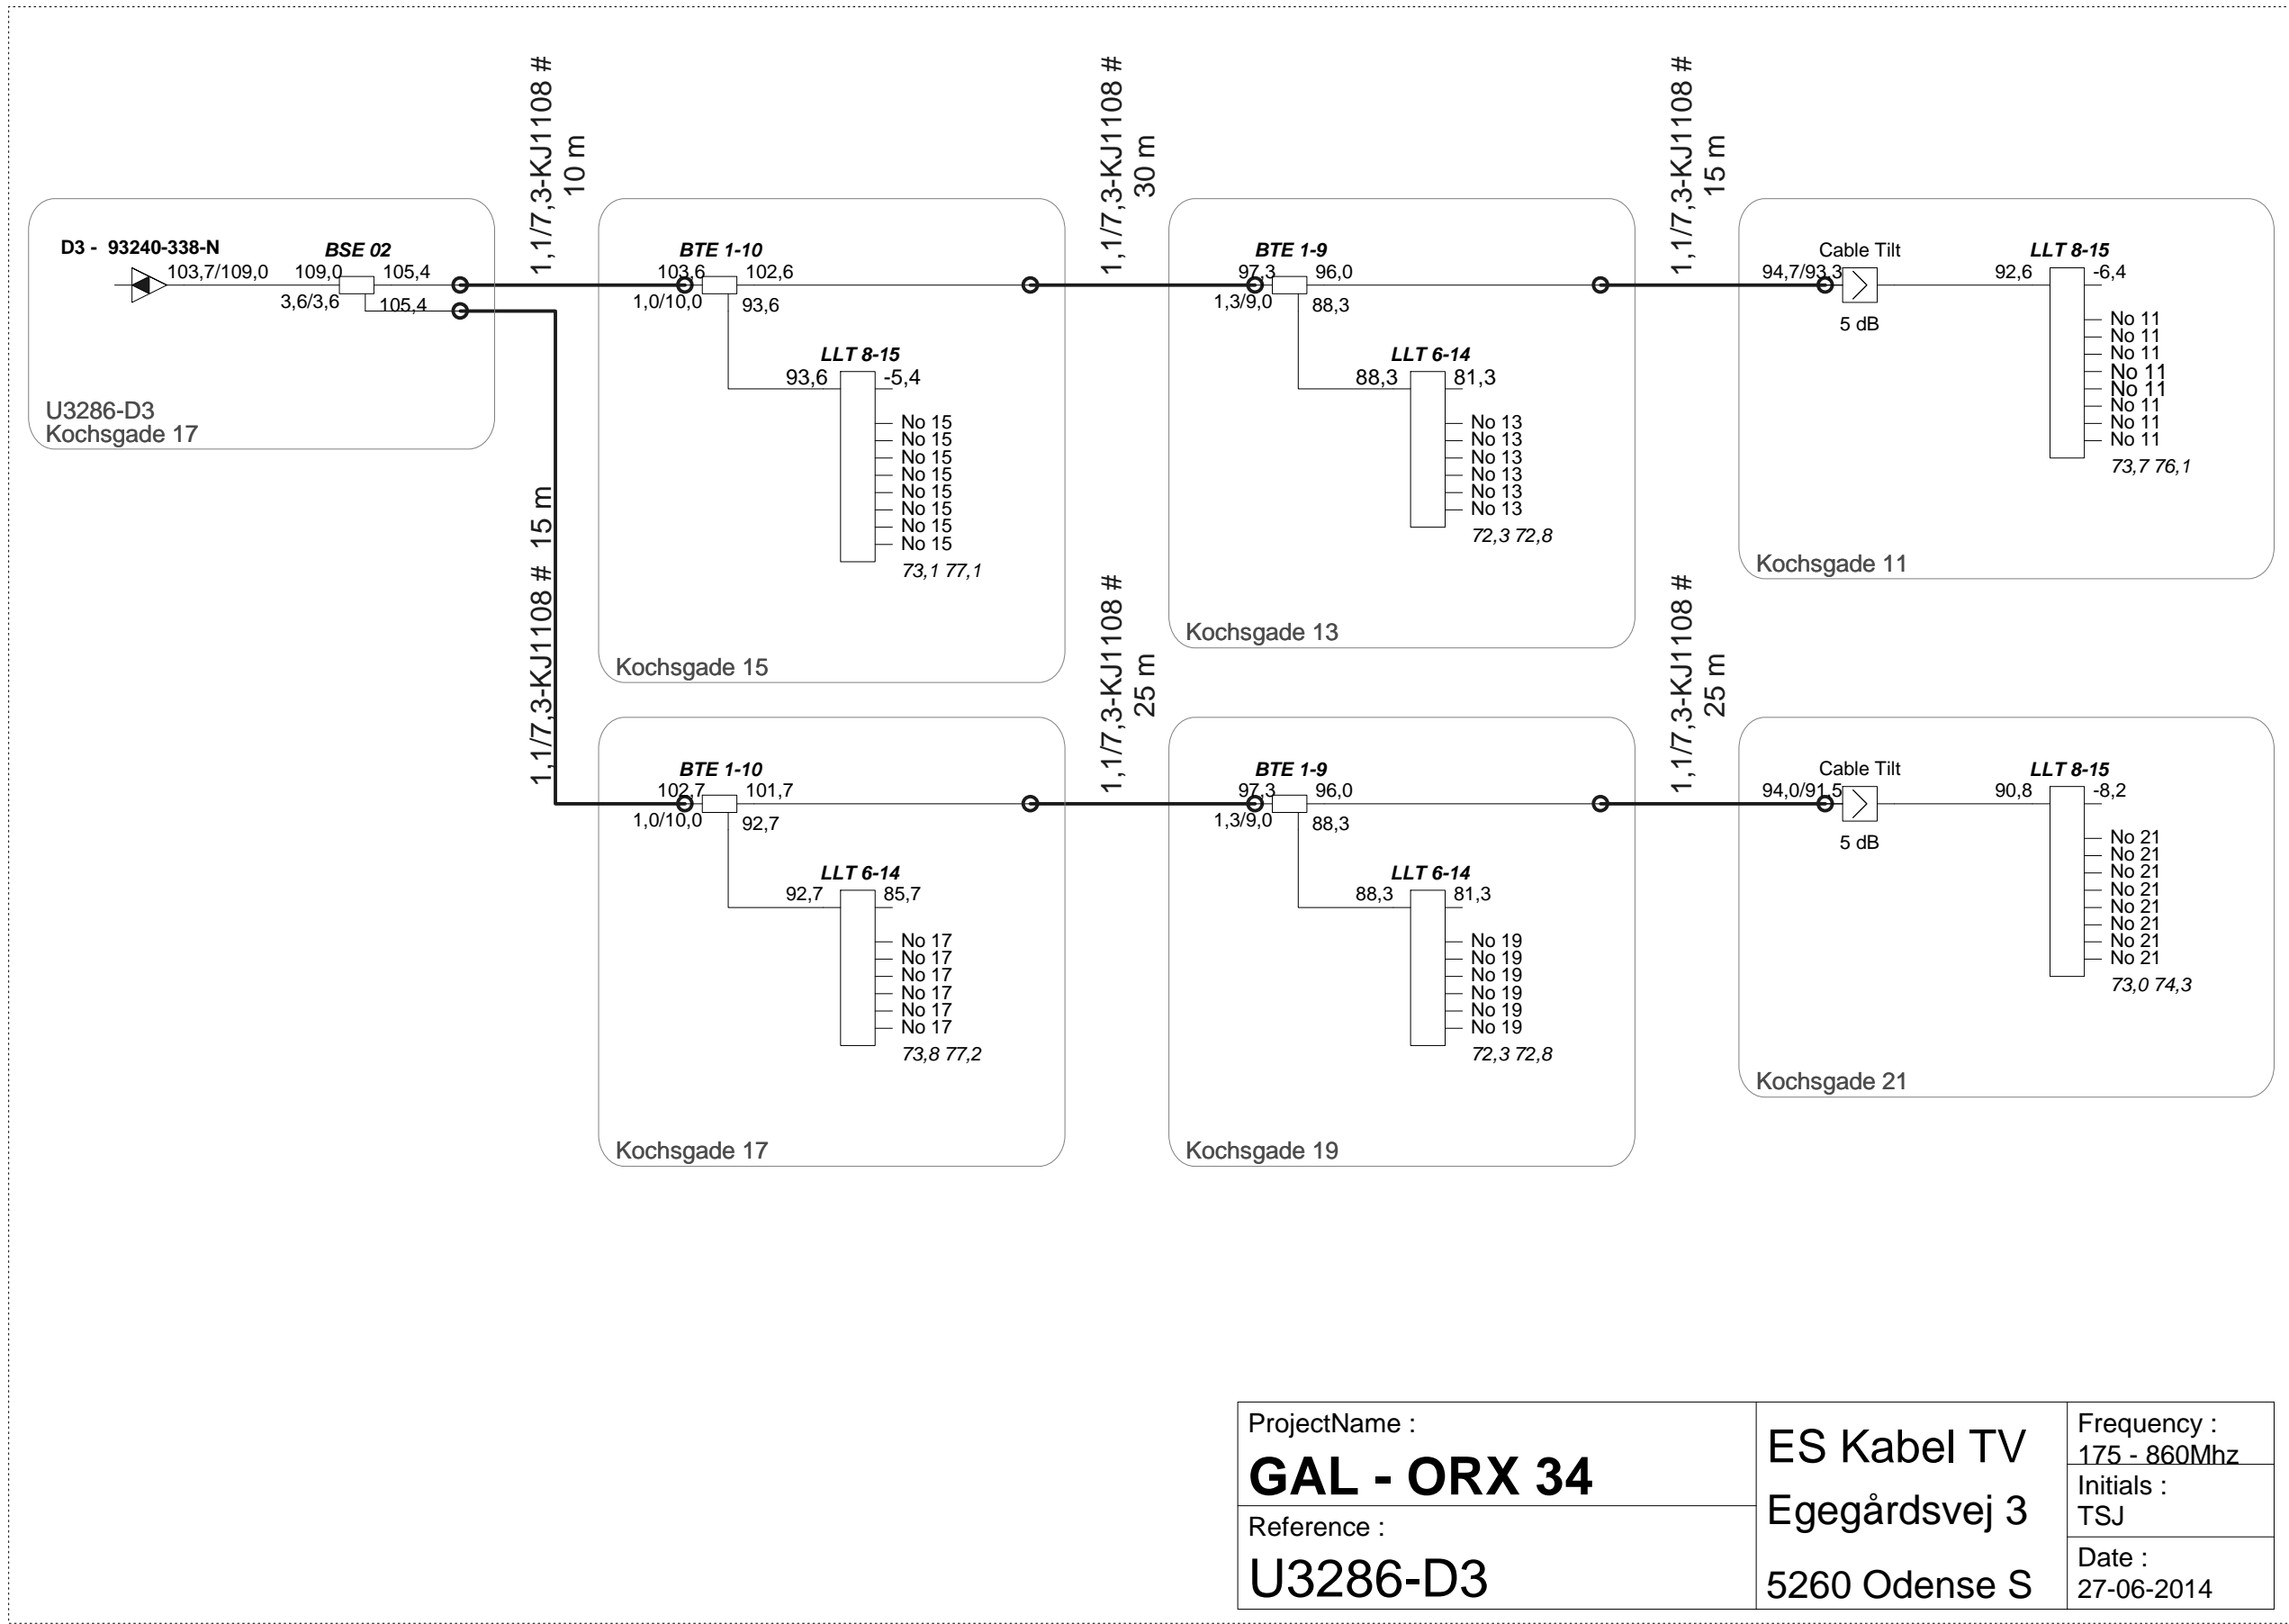 1,1/7,3-KJ1108 #
10 m
1,1/7,3-KJ1108 #
30 m
1,1/7,3-KJ1108 #
15 m
D3 -  93240-338-N
103,7/109,0
BSE 02
109,0
105,4
3,6/3,6
105,4
U3286-D3
Kochsgade 17
BTE 1-10
103,6
102,6
1,0/10,0
93,6
LLT 8-15
93,6
-5,4
No 15
No 15
No 15
No 15
No 15
No 15
No 15
No 15
73,1 77,1
Kochsgade 15
BTE 1-9
97,3
96,0
1,3/9,0
88,3
LLT 6-14
88,3
81,3
No 13
No 13
No 13
No 13
No 13
No 13
72,3 72,8
Kochsgade 13
Cable Tilt
94,7/93,3
5 dB
LLT 8-15
92,6
-6,4
No 11
No 11
No 11
No 11
No 11
No 11
No 11
No 11
73,7 76,1
Kochsgade 11
1,1/7,3-KJ1108 #  15 m
1,1/7,3-KJ1108 #
25 m
1,1/7,3-KJ1108 #
25 m
BTE 1-10
102,7
101,7
1,0/10,0
92,7
LLT 6-14
92,7
85,7
No 17
No 17
No 17
No 17
No 17
No 17
73,8 77,2
Kochsgade 17
BTE 1-9
97,3
96,0
1,3/9,0
88,3
LLT 6-14
88,3
81,3
No 19
No 19
No 19
No 19
No 19
No 19
72,3 72,8
Kochsgade 19
Cable Tilt
94,0/91,5
5 dB
LLT 8-15
90,8
-8,2
No 21
No 21
No 21
No 21
No 21
No 21
No 21
No 21
73,0 74,3
Kochsgade 21
ProjectName :
GAL - ORX 34
Reference :
U3286-D3
ES Kabel TV
Egegårdsvej 3
5260 Odense S
Frequency :
175 - 860Mhz
Initials :
TSJ
Date :
27-06-2014